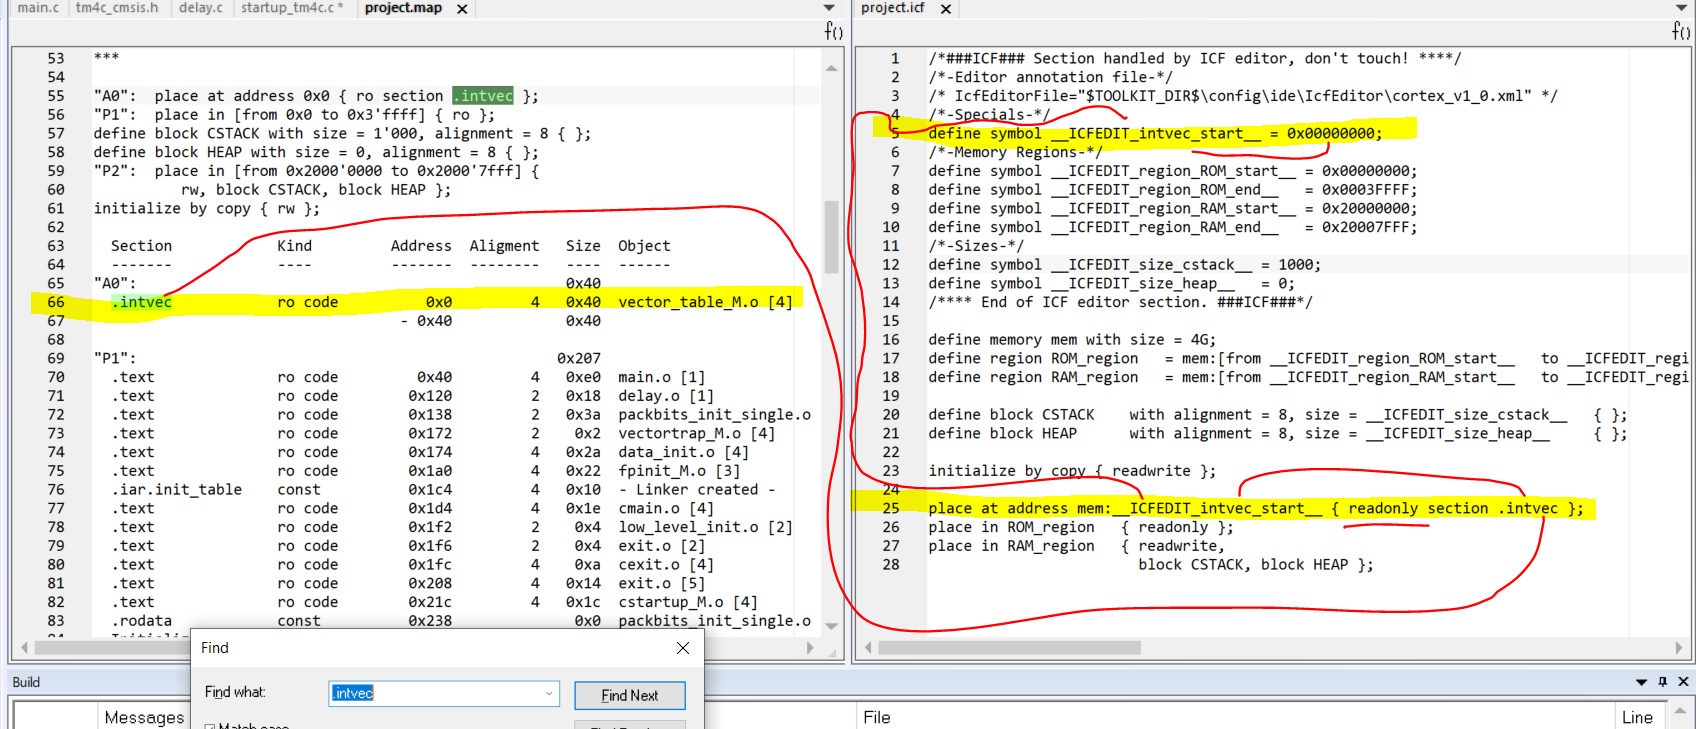 main.c tm4c_cmsis.h delay.c startup_tm4c.c * project.map
f()
53 ***
54
55 "A0": place at address 0x0 { ro section .intvec };
56 "P1": place in [from 0x0 to 0x3'ffff] { ro };
57 define block CSTACK with size = 1'000, alignment = 8 { };
58 define block HEAP with size = 0, alignment = 8 { };
59 "P2": place in [from 0x2000'0000 to 0x2000'7fff] {
60 rw, block CSTACK, block HEAP };
61 initialize by copy { rw };
62
63 Section Kind Address Aligment Size Object
64 ------- ---- ------- -------- ---- ------
65 "A0": 0x40
66 .intvec ro code 0x0 4 0x40 vector_table_M.o [4]
67 - 0x40 0x40
68
69 "P1": 0x207
70 .text ro code 0x40 4 0xe0 main.o [1]
71 .text ro code 0x120 2 0x18 delay.o [1]
72 .text ro code 0x138 2 0x3a packbits_init_single.o
73 .text ro code 0x172 2 0x2 vectortrap_M.o [4]
74 .text ro code 0x174 4 0x2a data_init.o [4]
75 .text ro code 0x1a0 4 0x22 fpinit_M.o [3]
76 .iar.init_table const 0x1c4 4 0x10 - Linker created -
77 .text ro code 0x1d4 4 0x1e cmain.o [4]
78 .text ro code 0x1f2 2 0x4 low_level_init.o [2]
79 .text ro code 0x1f6 2 0x4 exit.o [2]
80 .text ro code 0x1fc 4 0xa cexit.o [4]
81 .text ro code 0x208 4 0x14 exit.o [5]
82 .text ro code 0x21c 4 0x1c cstartup_M.o [4]
83 .rodata const 0x238 0x0 packbits_init_single.o
project.icf
f()
1 /*###ICF### Section handled by ICF editor, don't touch! ****/
2 /*-Editor annotation file-*/
3 /* IcfEditorFile="$TOOLKIT_DIR$\config\ide\IcfEditor\cortex_v1_0.xml" */
4 /*-Specials-*/
5 define symbol __ICFEDIT_intvec_start__ = 0x00000000;
6 /*-Memory Regions-*/
7 define symbol __ICFEDIT_region_ROM_start__ = 0x00000000;
8 define symbol __ICFEDIT_region_ROM_end__ = 0x0003FFFF;
9 define symbol __ICFEDIT_region_RAM_start__ = 0x20000000;
10 define symbol __ICFEDIT_region_RAM_end__ = 0x20007FFF;
11 /*-Sizes-*/
12 define symbol __ICFEDIT_size_cstack__ = 1000;
13 define symbol __ICFEDIT_size_heap__ = 0;
14 /**** End of ICF editor section. ###ICF###*/
15
16 define memory mem with size = 4G;
17 define region ROM_region = mem:[from __ICFEDIT_region_ROM_start__ to __ICFEDIT_regi
18 define region RAM_region = mem:[from __ICFEDIT_region_RAM_start__ to __ICFEDIT_regi
19
20 define block CSTACK with alignment = 8, size = __ICFEDIT_size_cstack__ { };
21 define block HEAP with alignment = 8, size = __ICFEDIT_size_heap__ { };
22
23 initialize by copy { readwrite };
24
25 place at address mem:__ICFEDIT_intvec_start__ { readonly section .intvec };
26 place in ROM_region { readonly };
27 place in RAM_region { readwrite,
28 block CSTACK, block HEAP };
Find
Find what: .intvec Find Next
Build
Messages File Line